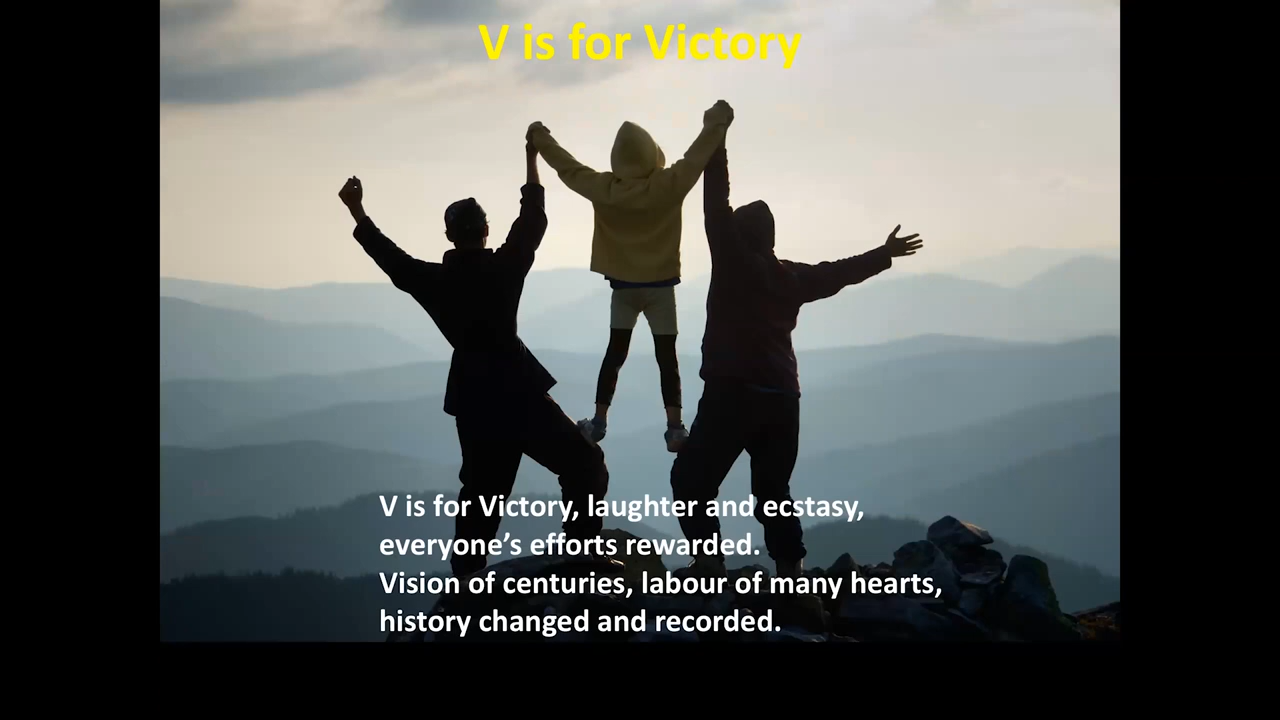 V is for Victory
V is for Victory, laughter and ecstasy,
everyone’s efforts rewarded.
Vision of centuries, labour of many hearts,
history changed and recorded.